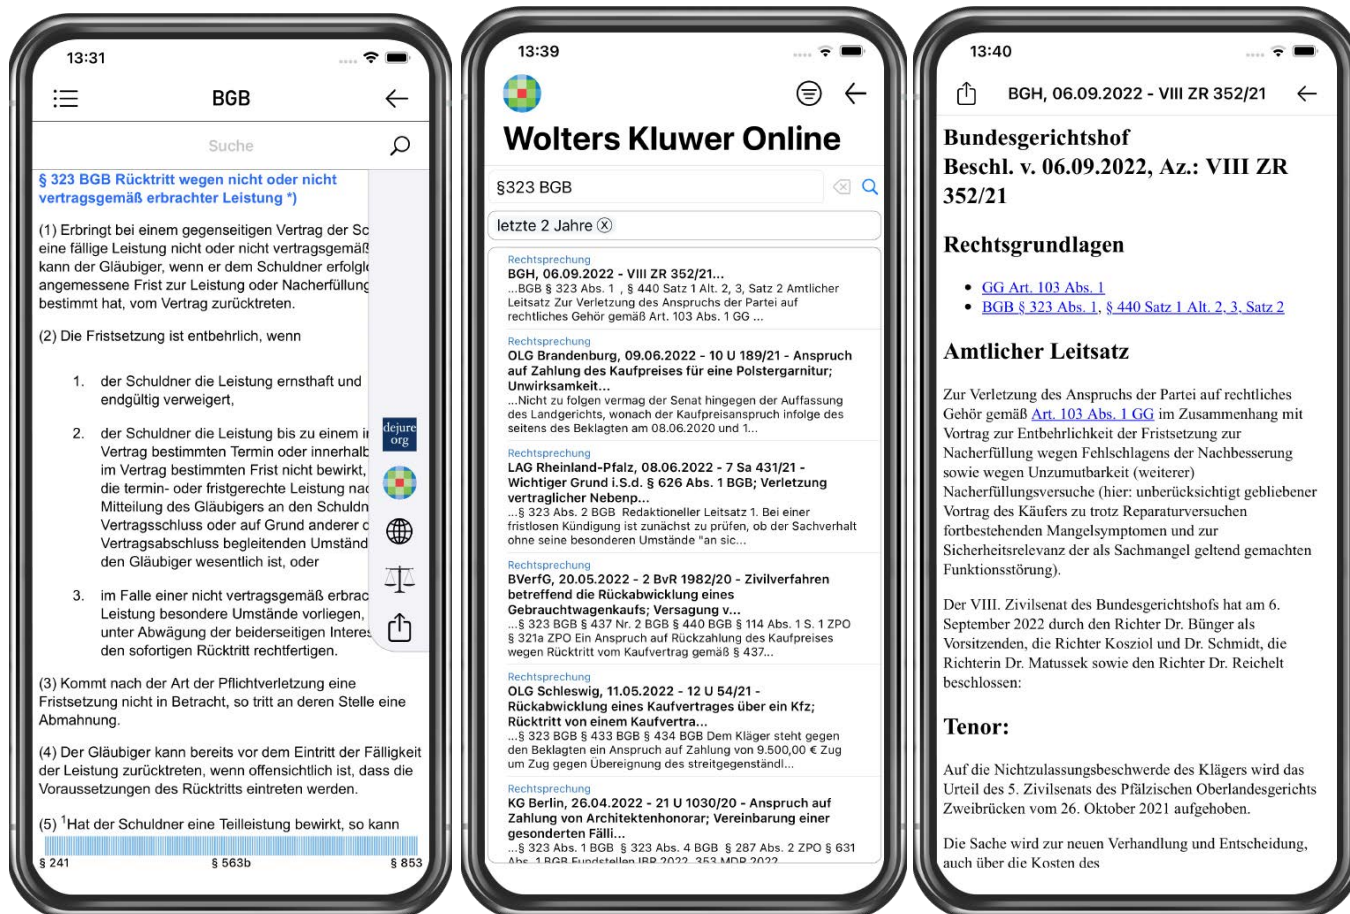 13:31
BGB
Suche
§ 323 BGB Rücktritt wegen nicht oder nicht
vertragsgemäß erbrachter Leistung *)
(1) Erbringt bei einem gegenseitigen Vertrag der Sc
eine fällige Leistung nicht oder nicht vertragsgemäß
kann der Gläubiger, wenn er dem Schuldner erfolgl
angemessene Frist zur Leistung oder Nacherfüllung
bestimmt hat, vom Vertrag zurücktreten.
(2) Die Fristsetzung ist entbehrlich, wenn
1. der Schuldner die Leistung ernsthaft und
endgültig verweigert,
2. der Schuldner die Leistung bis zu einem i
Vertrag bestimmten Termin oder innerhalb
im Vertrag bestimmten Frist nicht bewirkt,
die termin- oder fristgerechte Leistung nac
Mitteilung des Gläubigers an den Schuldn
Vertragsschluss oder auf Grund anderer d
Vertragsabschluss begleitenden Umständ
den Gläubiger wesentlich ist, oder
3. im Falle einer nicht vertragsgemäß erbrac
Leistung besondere Umstände vorliegen,
unter Abwägung der beiderseitigen Interes
den sofortigen Rücktritt rechtfertigen.
(3) Kommt nach der Art der Pflichtverletzung eine
Fristsetzung nicht in Betracht, so tritt an deren Stelle eine
Abmahnung.
(4) Der Gläubiger kann bereits vor dem Eintritt der Fälligkeit
der Leistung zurücktreten, wenn offensichtlich ist, dass die
Voraussetzungen des Rücktritts eintreten werden.
(5) ¹Hat der Schuldner eine Teilleistung bewirkt, so kann
§ 241 § 563b § 853
dejure
org
13:39
Wolters Kluwer Online
§323 BGB
letzte 2 Jahre
Rechtsprechung
BGH, 06.09.2022 - VIII ZR 352/21...
...BGB § 323 Abs. 1 , § 440 Satz 1 Alt. 2, 3, Satz 2 Amtlicher
Leitsatz Zur Verletzung des Anspruchs der Partei auf
rechtliches Gehör gemäß Art. 103 Abs. 1 GG ...
Rechtsprechung
OLG Brandenburg, 09.06.2022 - 10 U 189/21 - Anspruch
auf Zahlung des Kaufpreises für eine Polstergarnitur;
Unwirksamkeit...
...Nicht zu folgen vermag der Senat hingegen der Auffassung
des Landgerichts, wonach der Kaufpreisanspruch infolge des
seitens des Beklagten am 08.06.2020 und 1...
Rechtsprechung
LAG Rheinland-Pfalz, 08.06.2022 - 7 Sa 431/21 -
Wichtiger Grund i.S.d. § 626 Abs. 1 BGB; Verletzung
vertraglicher Nebenp...
...§ 323 Abs. 2 BGB Redaktioneller Leitsatz 1. Bei einer
fristlosen Kündigung ist zunächst zu prüfen, ob der Sachverhalt
ohne seine besonderen Umstände "an sic...
Rechtsprechung
BVerfG, 20.05.2022 - 2 BvR 1982/20 - Zivilverfahren
betreffend die Rückabwicklung eines
Gebrauchtwagenkaufs; Versagung v...
...§ 323 BGB § 437 Nr. 2 BGB § 440 BGB § 114 Abs. 1 S. 1 ZPO
§ 321a ZPO Ein Anspruch auf Rückzahlung des Kaufpreises
wegen Rücktritt vom Kaufvertrag gemäß § 437...
Rechtsprechung
OLG Schleswig, 11.05.2022 - 12 U 54/21 -
Rückabwicklung eines Kaufvertrages über ein Kfz;
Rücktritt von einem Kaufvertra...
...§ 323 BGB § 433 BGB § 434 BGB Dem Kläger steht gegen
den Beklagten ein Anspruch auf Zahlung von 9.500,00 € Zug
um Zug gegen Übereignung des streitgegenständl...
Rechtsprechung
KG Berlin, 26.04.2022 - 21 U 1030/20 - Anspruch auf
Zahlung von Architektenhonorar; Vereinbarung einer
gesonderten Fälli...
...§ 323 Abs. 1 BGB § 323 Abs. 4 BGB § 287 Abs. 2 ZPO § 631
Abs. 1 BGB Fundstellen IBR 2022, 353 MDR 2022
13:40
BGH, 06.09.2022 - VIII ZR 352/21
Bundesgerichtshof
Beschl. v. 06.09.2022, Az.: VIII ZR
352/21
Rechtsgrundlagen
• GG Art. 103 Abs. 1
• BGB § 323 Abs. 1, § 440 Satz 1 Alt. 2, 3, Satz 2
Amtlicher Leitsatz
Zur Verletzung des Anspruchs der Partei auf rechtliches
Gehör gemäß Art. 103 Abs. 1 GG im Zusammenhang mit
Vortrag zur Entbehrlichkeit der Fristsetzung zur
Nacherfüllung wegen Fehlschlagens der Nachbesserung
sowie wegen Unzumutbarkeit (weiterer)
Nacherfüllungsversuche (hier: unberücksichtigt gebliebener
Vortrag des Käufers zu trotz Reparaturversuchen
fortbestehenden Mangelsymptomen und zur
Sicherheitsrelevanz der als Sachmangel geltend gemachten
Funktionsstörung).
Der VIII. Zivilsenat des Bundesgerichtshofs hat am 6.
September 2022 durch den Richter Dr. Bünger als
Vorsitzenden, die Richter Kosziol und Dr. Schmidt, die
Richterin Dr. Matussek sowie den Richter Dr. Reichelt
beschlossen:
Tenor:
Auf die Nichtzulassungsbeschwerde des Klägers wird das
Urteil des 5. Zivilsenats des Pfälzischen Oberlandesgerichts
Zweibrücken vom 26. Oktober 2021 aufgehoben.
Die Sache wird zur neuen Verhandlung und Entscheidung,
auch über die Kosten des